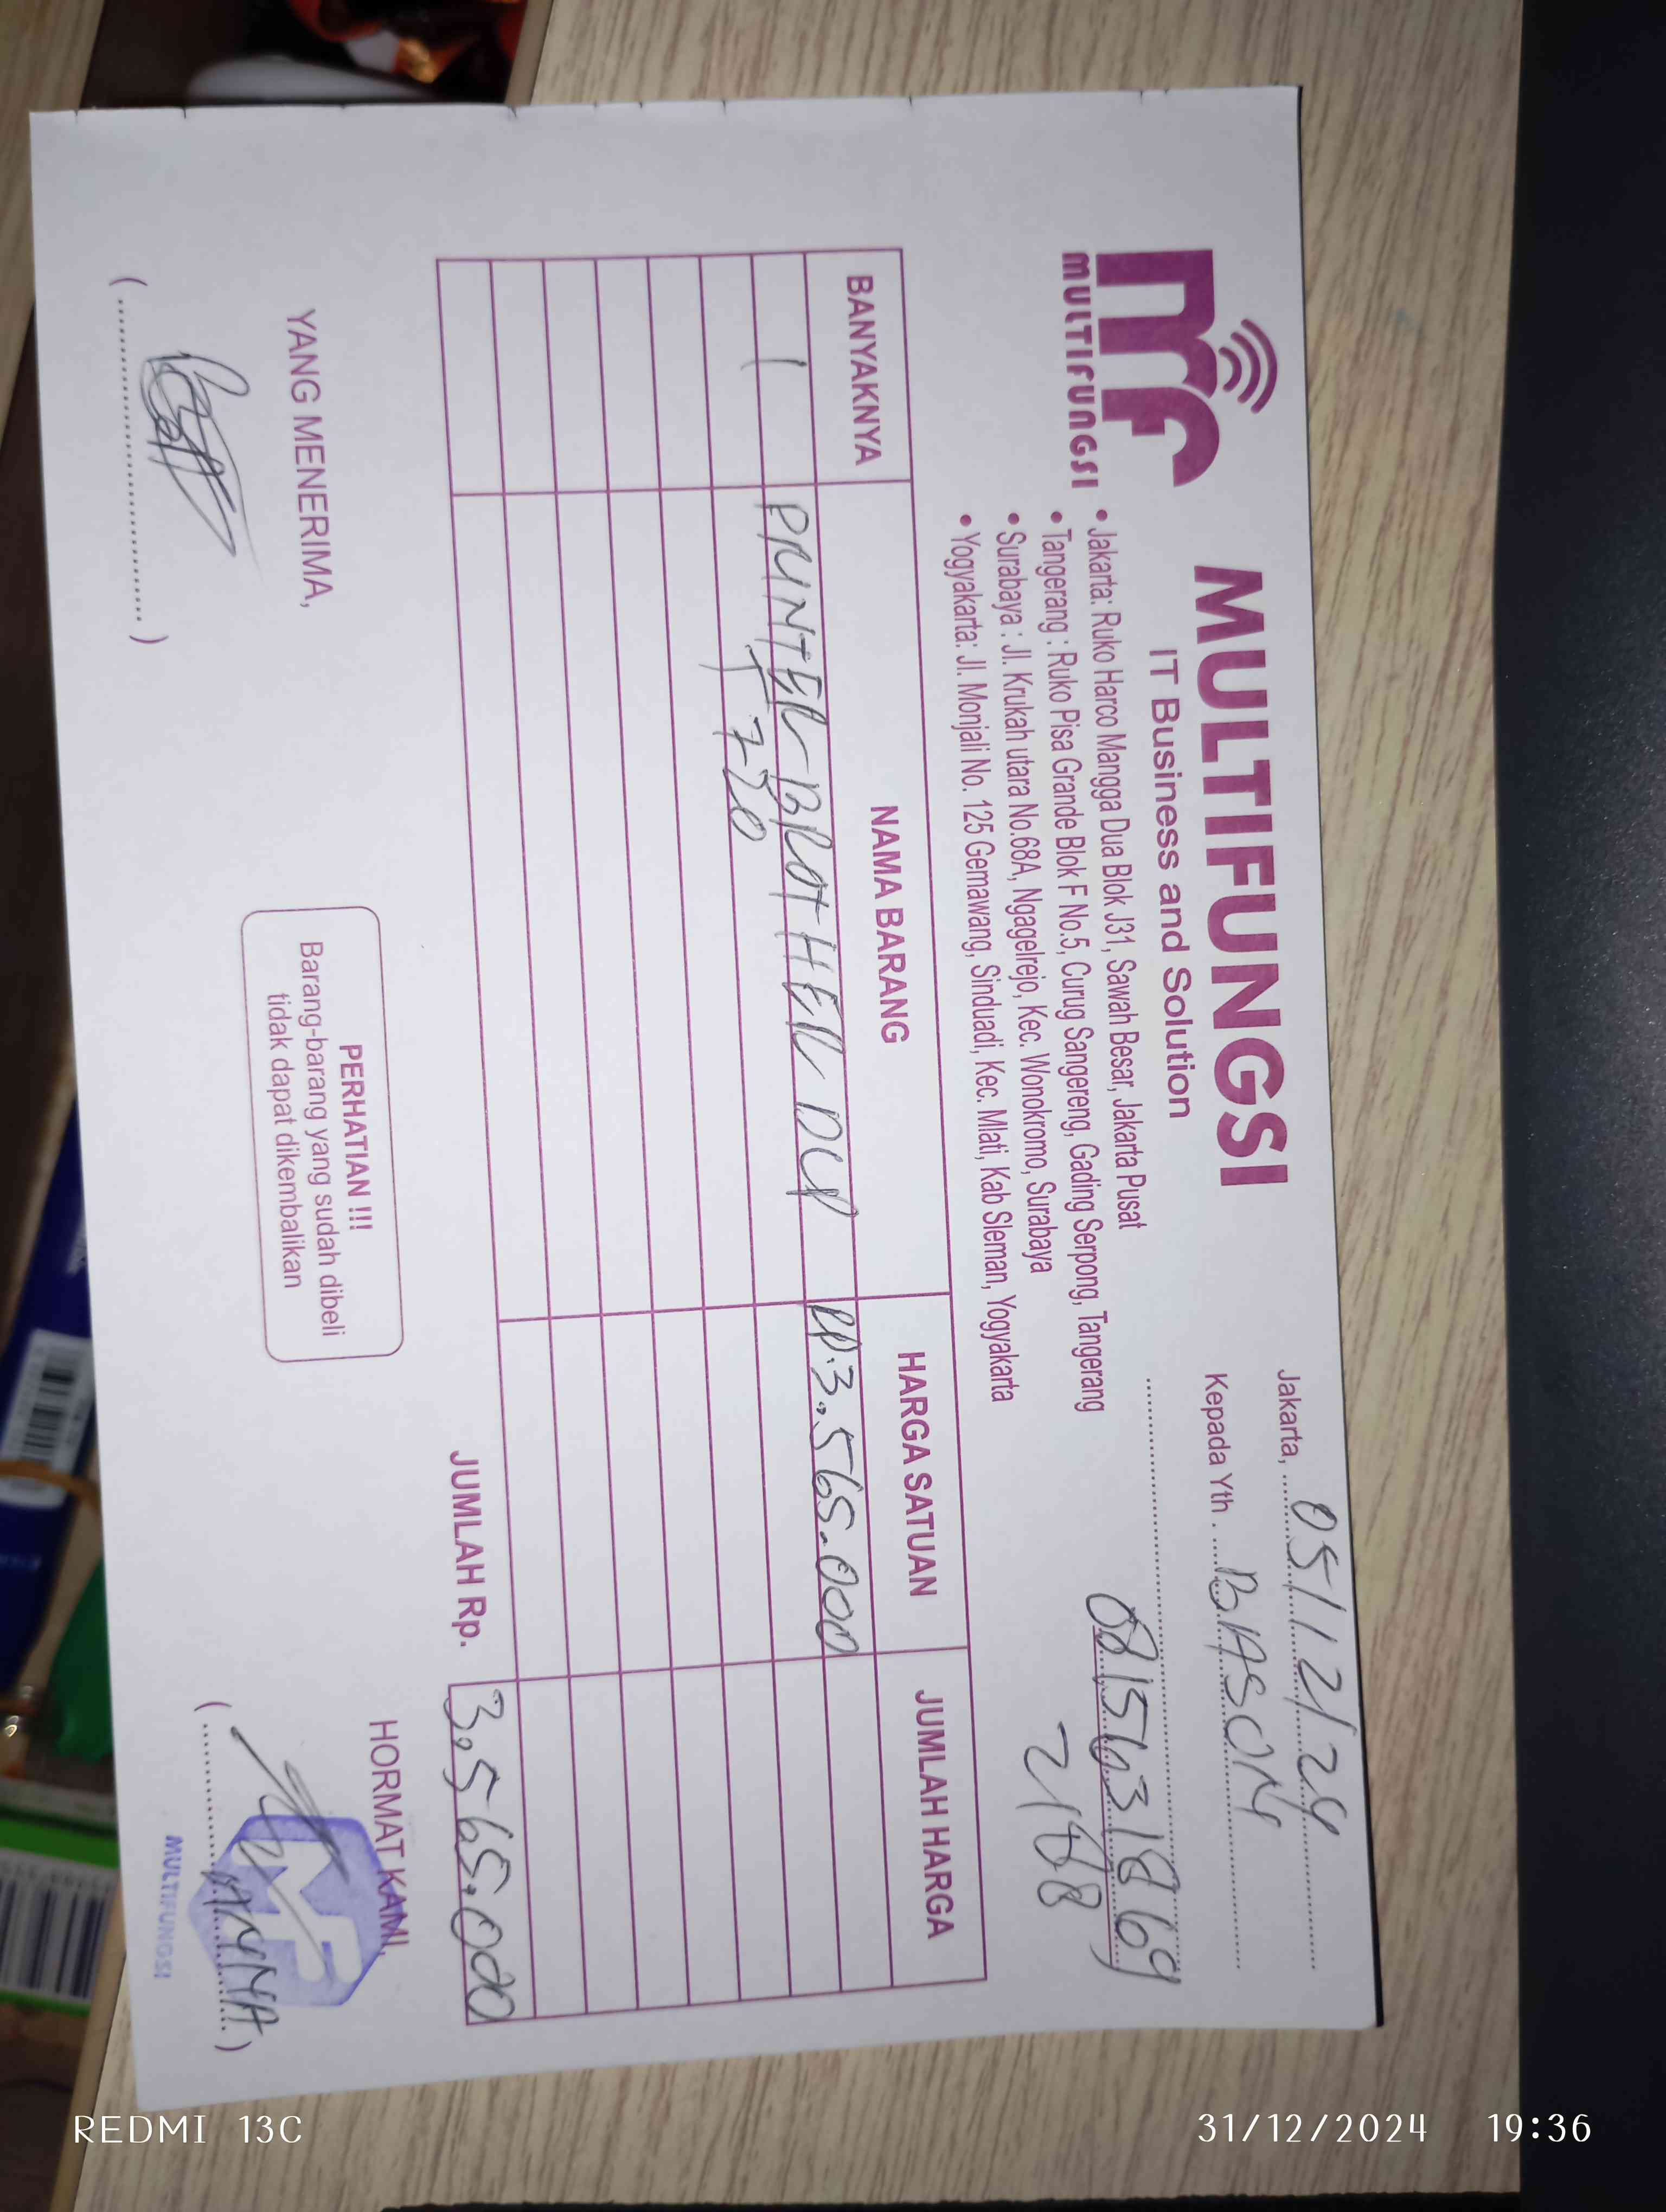 MULTIFUNGSI
MULTIFUNGSI
IT Business and Solution
• Jakarta: Ruko Harco Mangga Dua Blok J31, Sawah Besar, Jakarta Pusat
• Tangerang : Ruko Pisa Grande Blok F No.5, Curug Sangereng, Gading Serpong, Tangerang
• Surabaya : Jl. Krukah utara No.68A, Ngagelrejo, Kec. Wonokromo, Surabaya
• Yogyakarta: Jl. Monjali No. 125 Gemawang, Sinduadi, Kec. Mlati, Kab Sleman, Yogyakarta
Jakarta, 05/12/24
Kepada Yth. BASON
0815631869
2188
BANYAKNYA NAMA BARANG HARGA SATUAN JUMLAH HARGA
1 PRINTER BROTHER DCP RP.3.565.000
T 720
JUMLAH Rp. 3.565.000
YANG MENERIMA,
PERHATIAN !!!
Barang-barang yang sudah dibeli
tidak dapat dikembalikan
HORMAT KAMI,
MULTIFUNGSI
REDMI 13C
31/12/2024 19:36